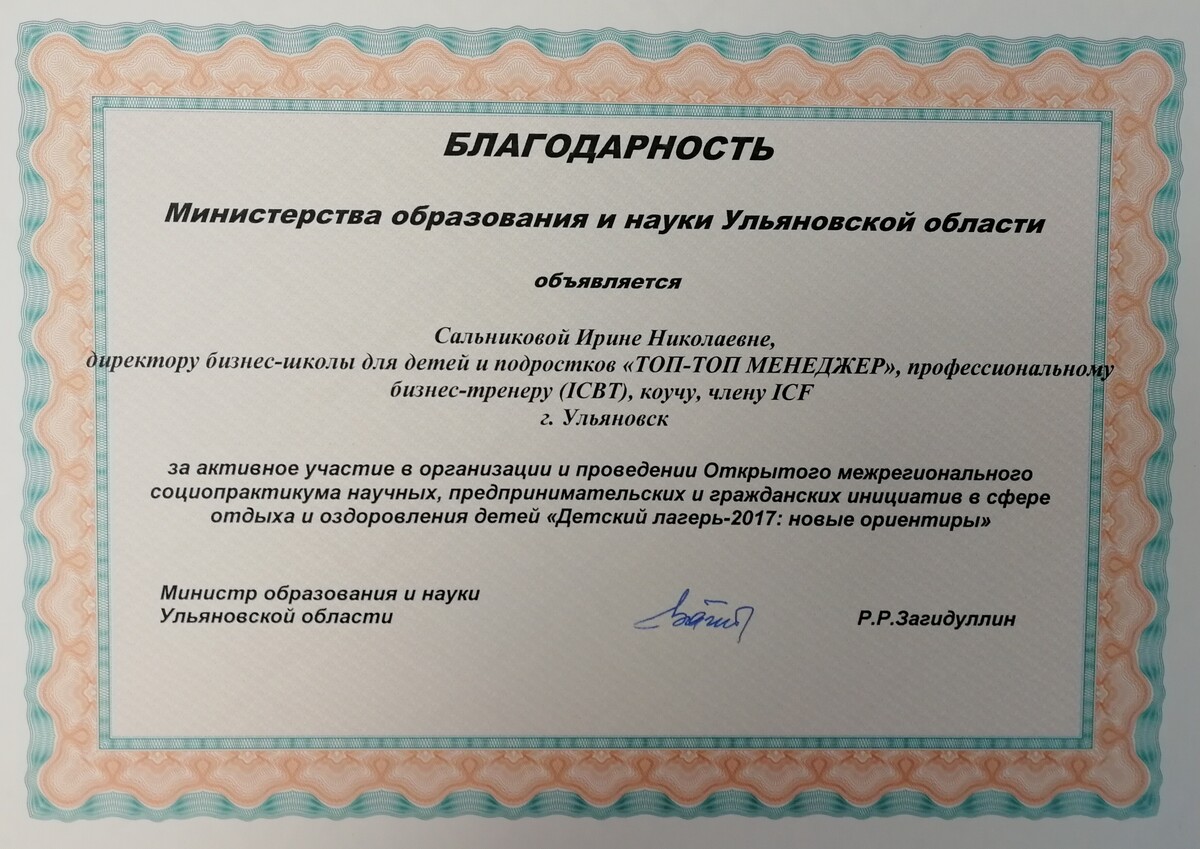 БЛАГОДАРНОСТЬ
Министерства образования и науки Ульяновской области
объявляется
Сальниковой Ирине Николаевне,
директору бизнес-школы для детей и подростков «ТОП-ТОП МЕНЕДЖЕР», профессиональному
бизнес-тренеру (ICBT), коучу, члену ICF
г. Ульяновск
за активное участие в организации и проведении Открытого межрегионального
социопрактикума научных, предпринимательских и гражданских инициатив в сфере
отдыха и оздоровления детей «Детский лагерь-2017: новые ориентиры»
Министр образования и науки
Ульяновской области
Р.Р.Загидуллин